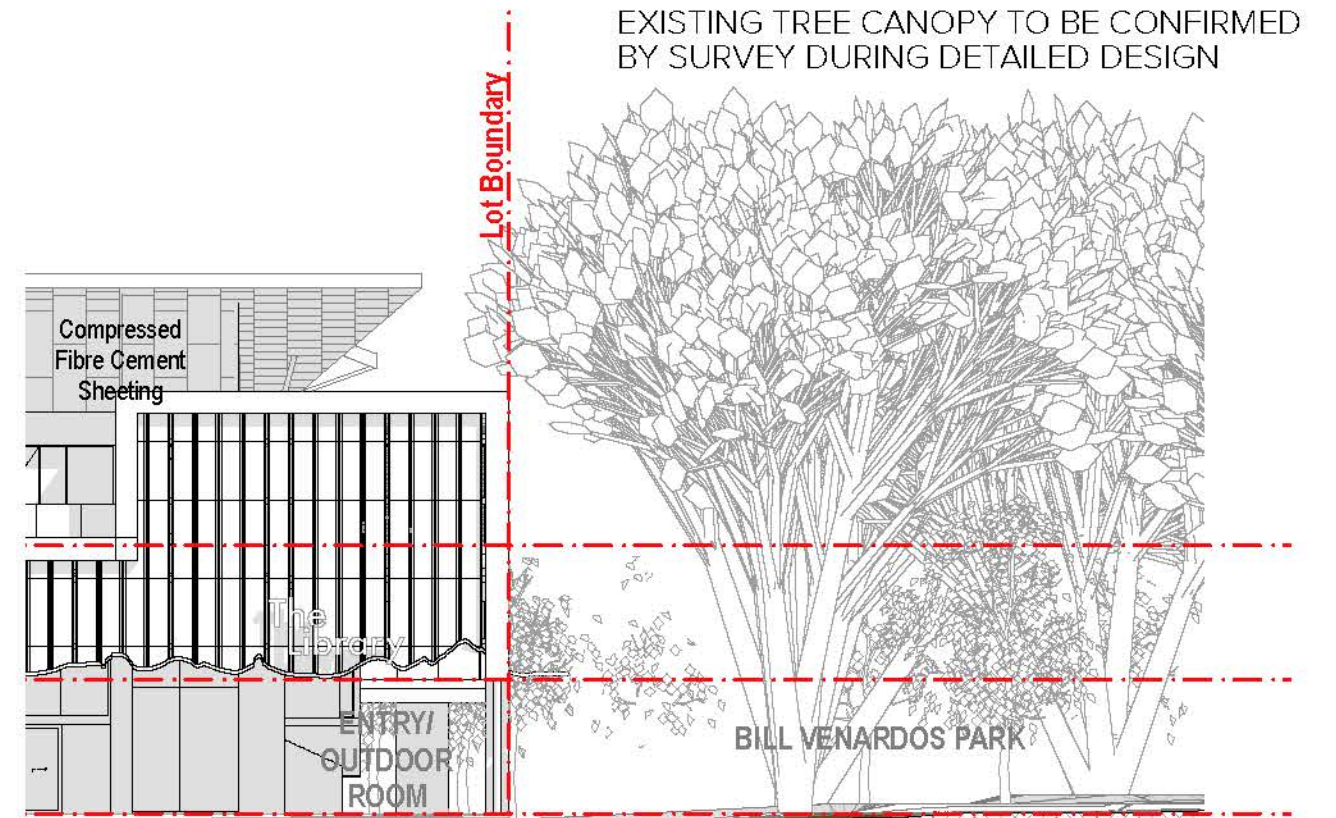 EXISTING TREE CANOPY TO BE CONFIRMED
BY SURVEY DURING DETAILED DESIGN
Lot Boundary
Compressed
Fibre Cement
Sheeting
The
Library
ENTRY/
OUTDOOR
ROOM
BILL VENARDOS PARK